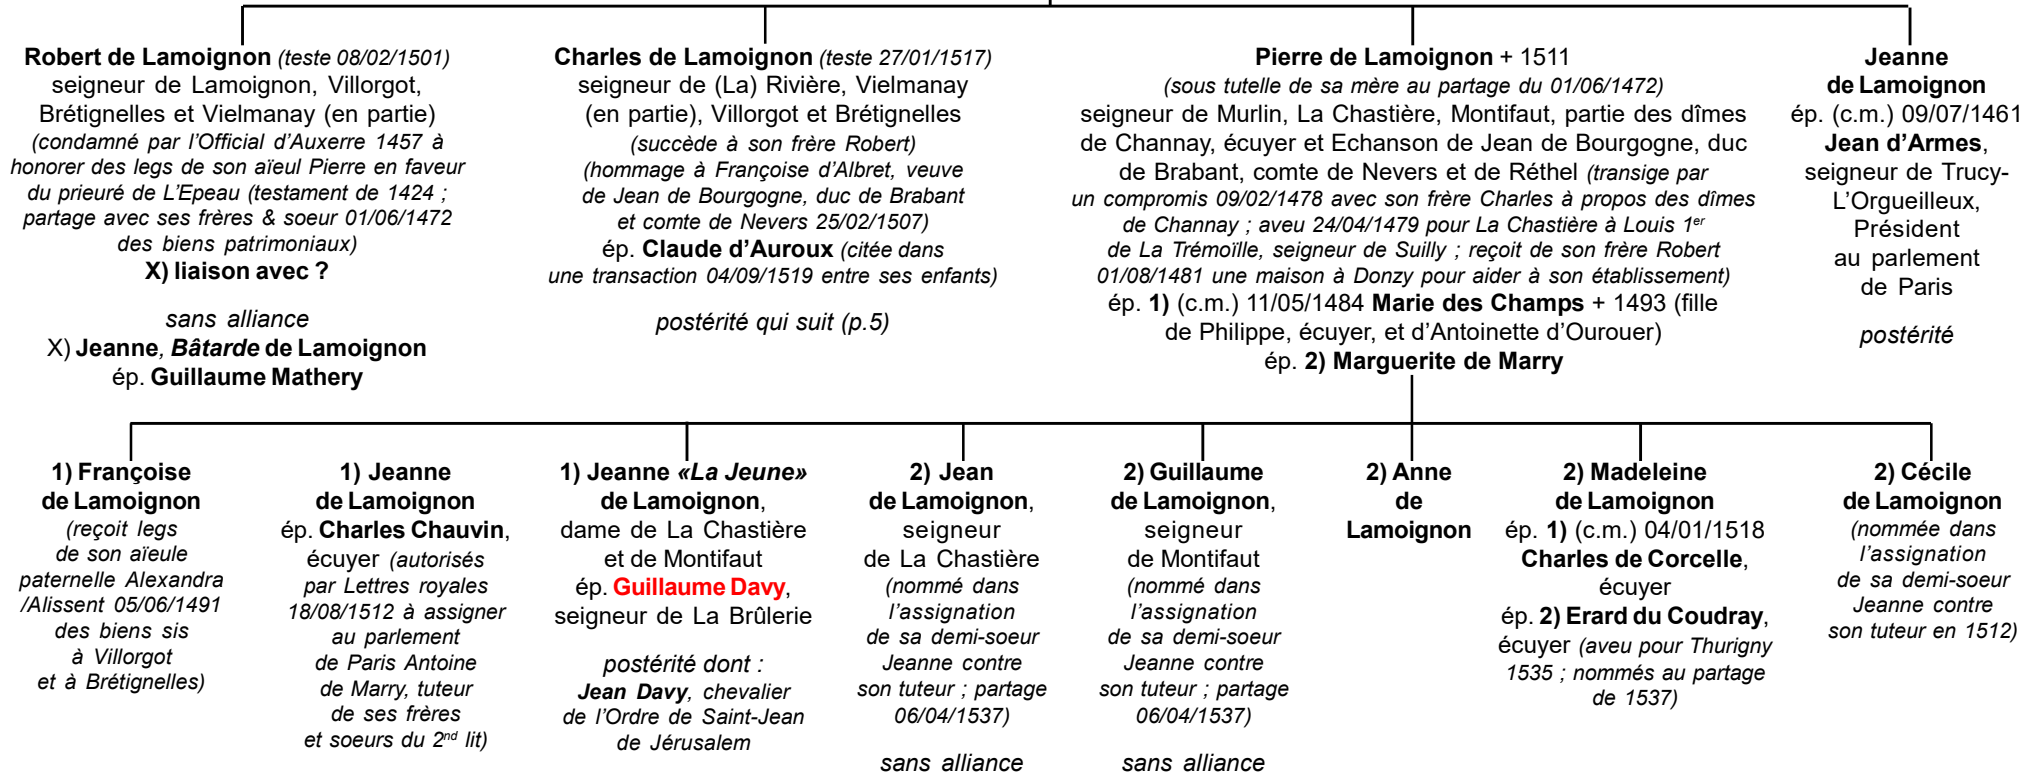 Robert de Lamoignon (teste 08/02/1501)
seigneur de Lamoignon, Villorgot,
Brétignelles et Vielmanay (en partie)
(condamné par l'Official d'Auxerre 1457 à
honorer des legs de son aïeul Pierre en faveur
du prieuré de L'Epeau (testament de 1424 ;
partage avec ses frères & soeur 01/06/1472
des biens patrimoniaux)
X) liaison avec ?
sans alliance
X) Jeanne, Bâtarde de Lamoignon
ép. Guillaume Mathery
Charles de Lamoignon (teste 27/01/1517)
seigneur de (La) Rivière, Vielmanay
(en partie), Villorgot et Brétignelles
(succède à son frère Robert)
(hommage à Françoise d'Albret, veuve
de Jean de Bourgogne, duc de Brabant
et comte de Nevers 25/02/1507)
ép. Claude d'Auroux (citée dans
une transaction 04/09/1519 entre ses enfants)
postérité qui suit (p.5)
Pierre de Lamoignon + 1511
(sous tutelle de sa mère au partage du 01/06/1472)
seigneur de Murlin, La Chastière, Montifaut, partie des dîmes
de Channay, écuyer et Echanson de Jean de Bourgogne, duc
de Brabant, comte de Nevers et de Réthel (transige par
un compromis 09/02/1478 avec son frère Charles à propos des dîmes
de Channay ; aveu 24/04/1479 pour La Chastière à Louis 1er
de La Trémoïlle, seigneur de Suilly ; reçoit de son frère Robert
01/08/1481 une maison à Donzy pour aider à son établissement)
ép. 1) (c.m.) 11/05/1484 Marie des Champs + 1493 (fille
de Philippe, écuyer, et d'Antoinette d'Ourouer)
ép. 2) Marguerite de Marry
Jeanne
de Lamoignon
ép. (c.m.) 09/07/1461
Jean d'Armes,
seigneur de Trucy-
L'Orgueilleux,
Président
au parlement
de Paris
postérité
1) Françoise
de Lamoignon
(reçoit legs
de son aïeule
paternelle Alexandra
/Alissent 05/06/1491
des biens sis
à Villorgot
et à Brétignelles)
1) Jeanne
de Lamoignon
ép. Charles Chauvin,
écuyer (autorisés
par Lettres royales
18/08/1512 à assigner
au parlement
de Paris Antoine
de Marry, tuteur
de ses frères
et soeurs du 2nd lit)
1) Jeanne «La Jeune»
de Lamoignon,
dame de La Chastière
et de Montifaut
ép. Guillaume Davy,
seigneur de La Brûlerie
postérité dont :
Jean Davy, chevalier
de l'Ordre de Saint-Jean
de Jérusalem
2) Jean
de Lamoignon,
seigneur
de La Chastière
(nommé dans
l'assignation
de sa demi-soeur
Jeanne contre
son tuteur ; partage
06/04/1537)
sans alliance
2) Guillaume
de Lamoignon,
seigneur
de Montifaut
(nommé dans
l'assignation
de sa demi-soeur
Jeanne contre
son tuteur ; partage
06/04/1537)
sans alliance
2) Anne
de
Lamoignon
2) Madeleine
de Lamoignon
ép. 1) (c.m.) 04/01/1518
Charles de Corcelle,
écuyer
ép. 2) Erard du Coudray,
écuyer (aveu pour Thurigny
1535 ; nommés au partage
de 1537)
2) Cécile
de Lamoignon
(nommée dans
l'assignation
de sa demi-soeur
Jeanne contre
son tuteur en 1512)